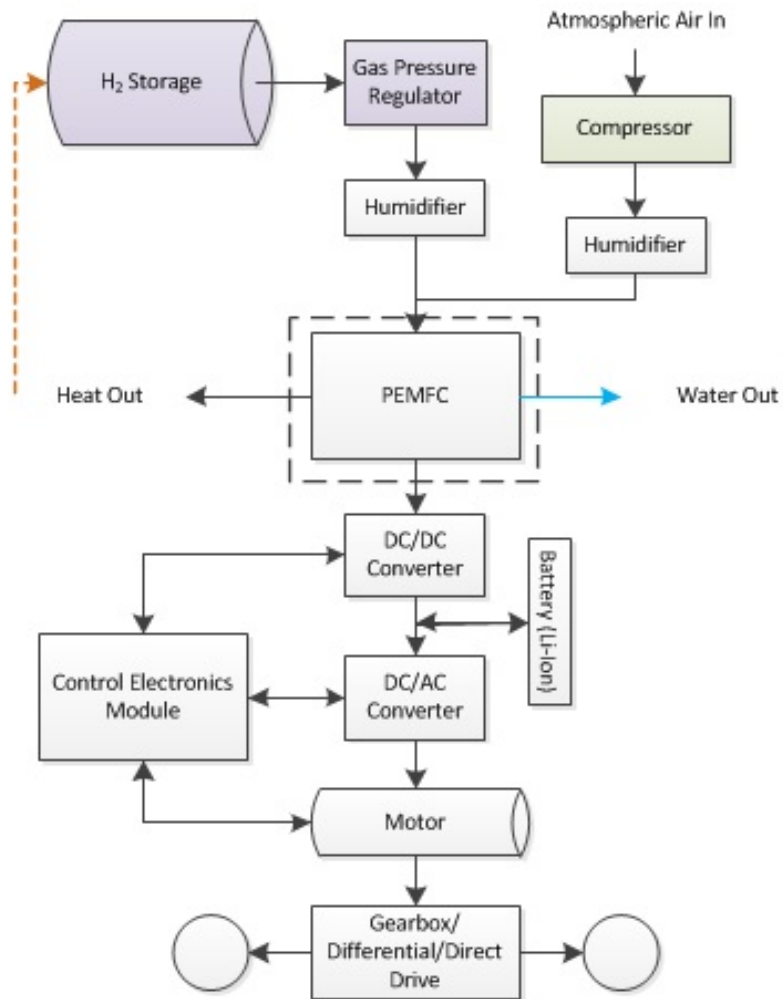 Atmospheric Air In
H₂ Storage
Gas Pressure
Regulator
Compressor
Humidifier
Humidifier
Heat Out
PEMFC
Water Out
DC/DC
Converter
Battery (Li-Ion)
Control Electronics
Module
DC/AC
Converter
Motor
Gearbox/
Differential/Direct
Drive